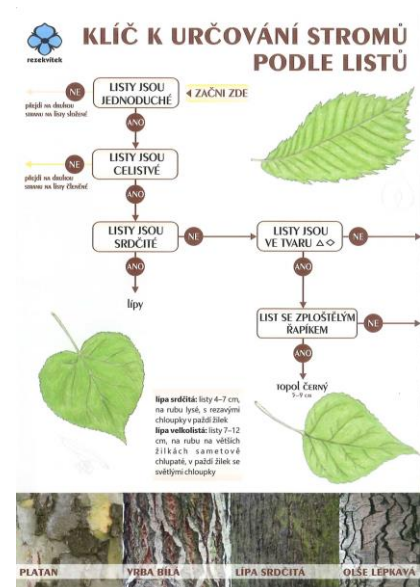 rezekvítek
KLÍČ K URČOVÁNÍ STROMŮ
PODLE LISTŮ
LISTY JSOU
JEDNODUCHÉ
ZAČNI ZDE
NE
přejdi na druhou
stranu na listy složené
ANO
LISTY JSOU
CELISTVÉ
NE
přejdi na druhou
stranu na listy členěné
ANO
LISTY JSOU
SRDČITÉ
NE
LISTY JSOU
VE TVARU △◇
NE
ANO
lípy
ANO
LIST SE ZPLOŠTĚLÝM
ŘAPÍKEM
NE
ANO
topol černý
5–9 cm
lípa srdčitá: listy 4–7 cm,
na rubu lysé, s rezavými
chloupky v paždí žilek
lípa velkolistá: listy 7–12
cm, na rubu na větších
žilkách sametově
chlupaté, v paždí žilek se
světlými chloupky
PLATAN
VRBA BÍLÁ
LÍPA SRDČITÁ
OLŠE LEPKAVÁ